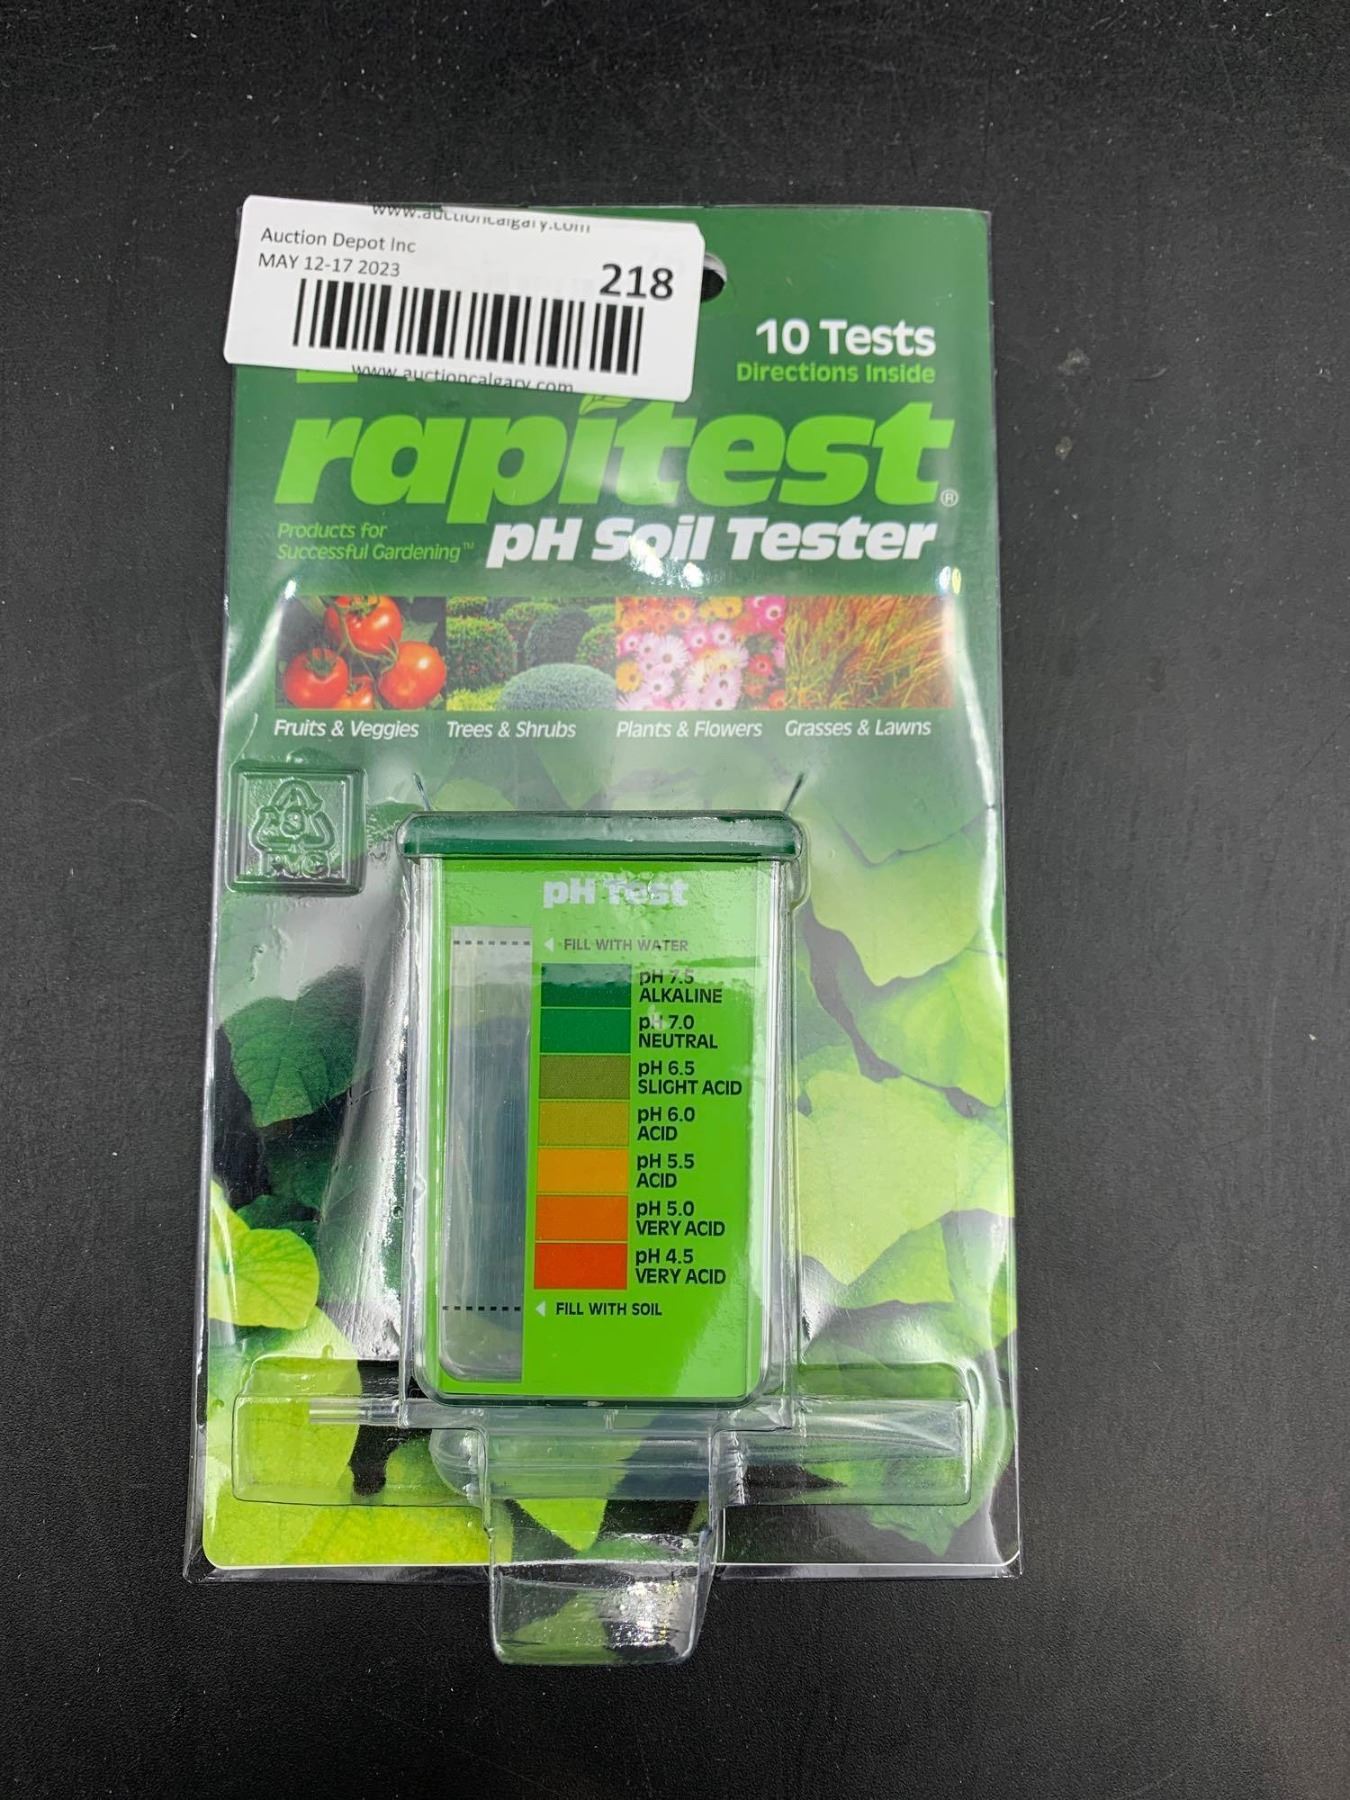 www.auctioncalgary.com
Auction Depot Inc
MAY 12-17 2023
218
www.auctioncalgary.com
10 Tests
Directions Inside
rapitest®
Products for
Successful Gardening™
pH Soil Tester
Fruits & Veggies
Trees & Shrubs
Plants & Flowers
Grasses & Lawns
3
PVC
pH Test
FILL WITH WATER
pH 7.5
ALKALINE
pH 7.0
NEUTRAL
pH 6.5
SLIGHT ACID
pH 6.0
ACID
pH 5.5
ACID
pH 5.0
VERY ACID
pH 4.5
VERY ACID
FILL WITH SOIL